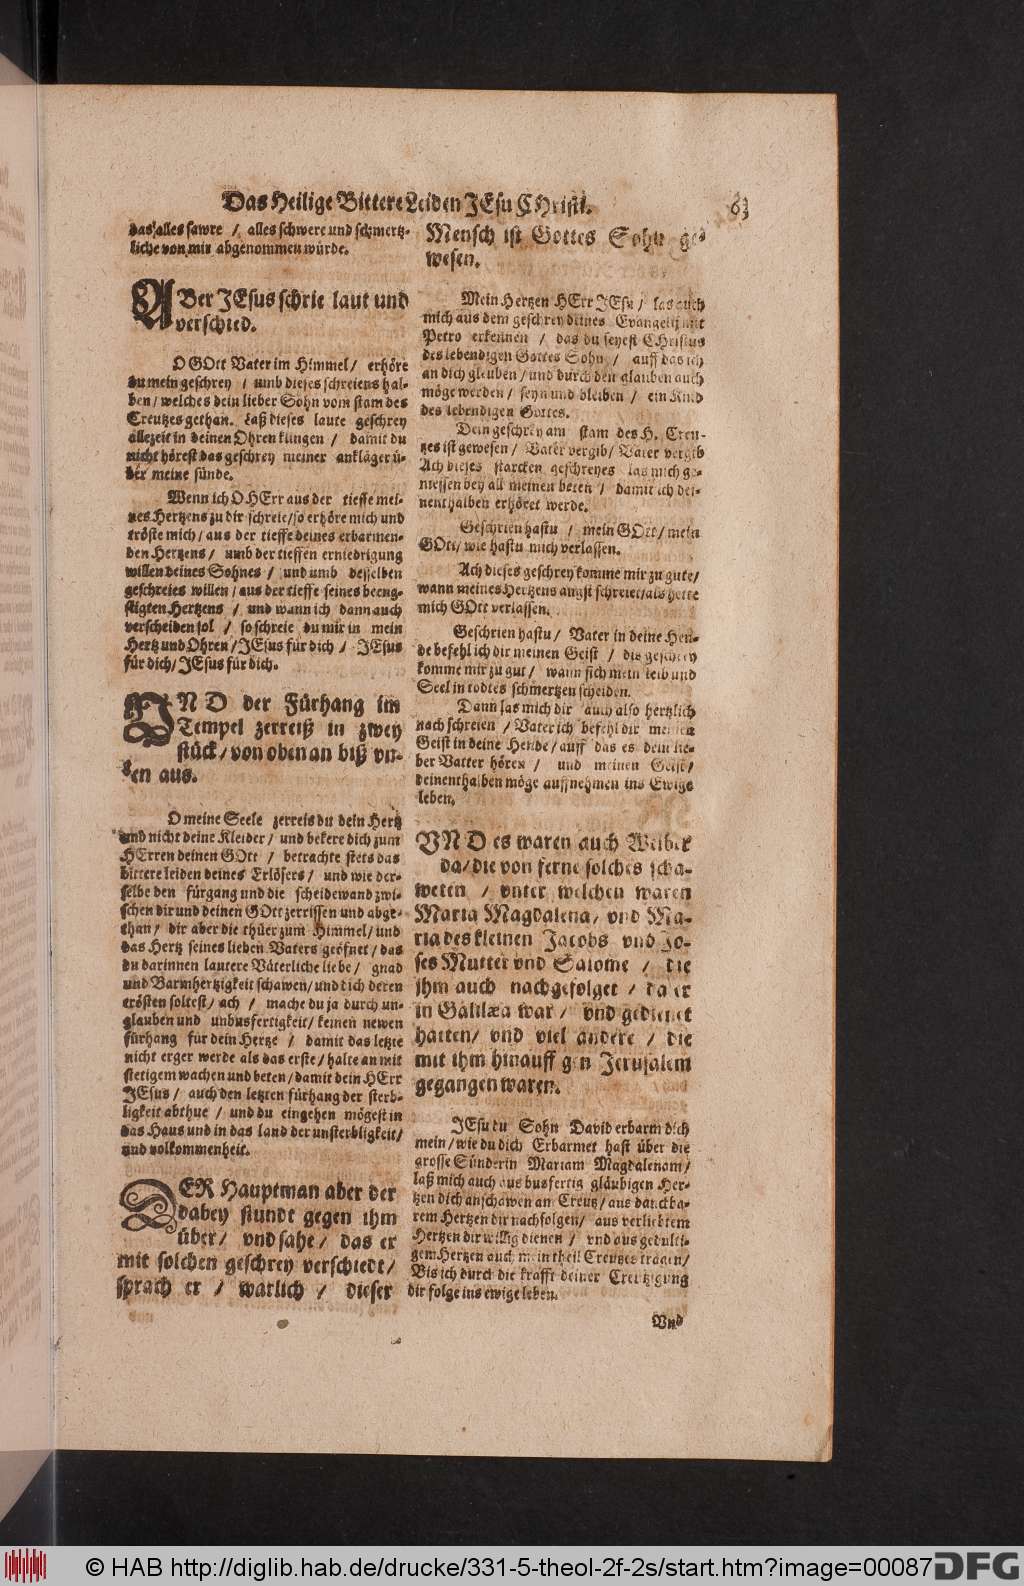 Das Heilige Bittere Leiden JEsu CHristi.
63
das alles sawre / alles schwere und schmertz-
liche von mir abgenommen würde.
ABer JEsus schrie laut und
verschied.
O GOtt Vater im Himmel / erhöre
du mein geschrey / umb dieses schreiens hal-
ben / welches dein lieber Sohn vom stam des
Creutzes gethan. Laß dieses laute geschrey
allezeit in deinen Ohren klingen / damit du
nicht hörest das geschrey meiner ankläger ü-
ber meine sünde.
Wenn ich O HErr aus der tieffe mei-
nes Hertzens zu dir schreie / so erhöre mich und
tröste mich / aus der tieffe deines erbarmen-
den Hertzens / umb der tieffen erniedrigung
willen deines Sohnes / und umb desselben
geschreies willen / aus der tieffe seines beeng-
stigten Hertzens / und wann ich dann auch
verscheiden sol / so schreie du mir in mein
Hertz und Ohren / JEsus für dich / JEsus
für dich / JEsus für dich.
VND der Fürhang im
Tempel zerreiß in zwey
stück / von oben an biß vn-
den aus.
O meine Seele zerreis du dein Hertz
und nicht deine Kleider / und bekere dich zum
HErren deinen GOtt / betrachte stets das
bittere leiden deines Erlösers / und wie der-
selbe den fürgang und die scheidewand zwi-
schen dir und deinen GOtt zerrissen und abge-
than / dir aber die thüer zum Himmel / und
das Hertz seines lieben Vaters geöfnet / das
du darinnen lautere Väterliche liebe / gnad
und Barmhertzigkeit schawen / und dich deren
trösten soltest / ach / mache du ja durch un-
glauben und unbusfertigkeit / keinen newen
fürhang für dein Hertze / damit das letzte
nicht erger werde als das erste / halte an mit
stetigem wachen und beten / damit dein HErr
JEsus / auch den letzten fürhang der sterb-
ligkeit abthue / und du eingehen mögest in
das Haus und in das land der unsterbligkeit /
und volkommenheit.
DER Hauptman aber der
dabey stundt gegen ihm
über / vnd sahe / das er
mit solchen geschrey verschiedt /
sprach er / warlich / dieser
Mensch ist Gottes Sohn ge-
wesen.
Mein Hertzen HErr JEsu / las auch
mich aus dem geschrey deines Evangelij mit
Petro erkennen / das du seyest CHristus
des lebendigen Gottes Sohn / auff das ich
an dich gleuben / und durch den glauben auch
möge werden / seyn und bleiben / ein Kind
des lebendigen Gottes.
Dein geschrey am stam des H. Creu-
tzes ist gewesen / Vater vergib / Vater vergib
Ach dieses starcken geschreyes las mich ge-
niessen bey all meinen beten / damit ich dei-
nenthalben erhöret werde.
Geschrien hastu / mein GOtt / mein
GOtt / wie hastu mich verlassen.
Ach dieses geschrey komme mir zu gute /
wann meines Hertzens angst schreiet / als hette
mich GOtt verlassen.
Geschrien hastu / Vater in deine Hen-
de befehl ich dir meinen Geist / dis geschrey
komme mir zu gut / wann sich mein leib und
Seel in todtes schmertzen scheiden.
Dann las mich dir auch also hertzlich
nach schreien / Vater ich befehl dir meinen
Geist in deine Hende / auff das es dein lie-
ber Vatter hören / und meinen Geist /
deinenthalben möge auffnehmen ins Ewige
leben.
VND es waren auch Weiber
da / die von ferne solches scha-
weten / vnter welchen waren
Maria Magdalena / vnd Ma-
ria des kleinen Jacobs vnd Jo-
ses Mutter vnd Salome / die
ihm auch nachgefolget / da er
in Galilæa war / vnd gedienet
hatten / vnd viel andere / die
mit ihm hinauff gen Jerusalem
gegangen waren.
JEsu du Sohn David erbarm dich
mein / wie du dich Erbarmet hast über die
grosse Sünderin Mariam Magdalenam /
laß mich auch aus busfertig gläubigen Her-
tzen dich anschawen am Creutz / aus danckba-
rem Hertzen dir nachfolgen / aus verliebtem
Hertzen dir willig dienen / vnd aus gedulti-
gem Hertzen auch mein theil Creutzes tragen /
Bis ich durch die krafft deiner Creutzigung
dir folge ins ewige leben.
Vnd
© HAB http://diglib.hab.de/drucke/331-5-theol-2f-2s/start.htm?image=00087
DFG